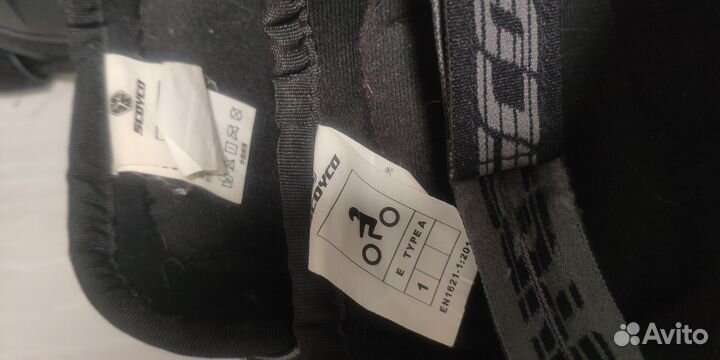 SCOYCO
SCOYCO
E TYPE A
1
EN1621-1:201
Avito